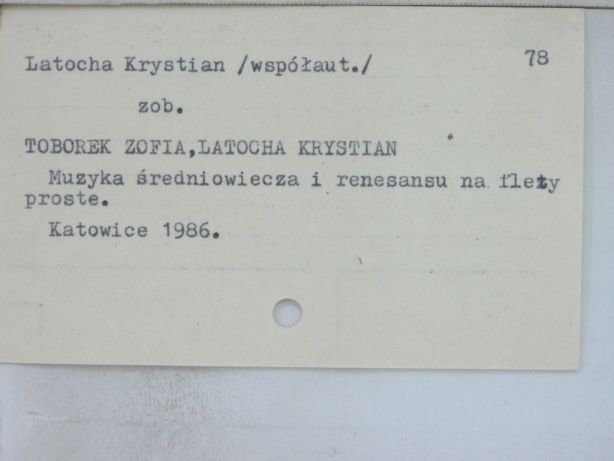 Latocha Krystian /współaut./ 78
zob.
TOBOREK ZOFIA,LATOCHA KRYSTIAN
Muzyka średniowiecza i renesansu na flety
proste.
Katowice 1986.